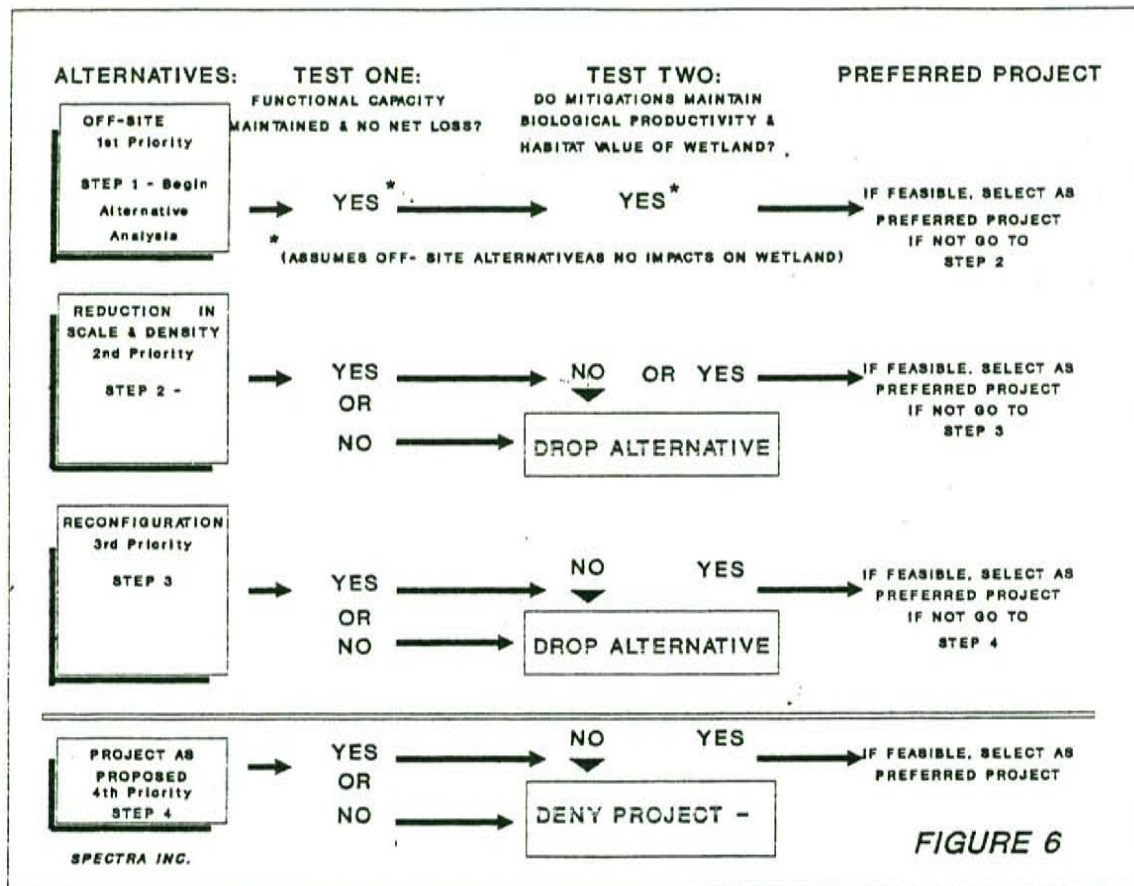 ALTERNATIVES:
TEST ONE:
FUNCTIONAL CAPACITY
MAINTAINED & NO NET LOSS?
TEST TWO:
DO MITIGATIONS MAINTAIN
BIOLOGICAL PRODUCTIVITY &
HABITAT VALUE OF WETLAND?
PREFERRED PROJECT
OFF-SITE
1st Priority
STEP 1 - Begin
Alternative
Analysis
YES*
YES*
IF FEASIBLE, SELECT AS
PREFERRED PROJECT
IF NOT GO TO
STEP 2
* (ASSUMES OFF- SITE ALTERNATIVEAS NO IMPACTS ON WETLAND)
REDUCTION IN
SCALE & DENSITY
2nd Priority
STEP 2 -
YES
OR
NO
NO OR YES
DROP ALTERNATIVE
IF FEASIBLE, SELECT AS
PREFERRED PROJECT
IF NOT GO TO
STEP 3
RECONFIGURATION
3rd Priority
STEP 3
YES
OR
NO
NO YES
DROP ALTERNATIVE
IF FEASIBLE, SELECT AS
PREFERRED PROJECT
IF NOT GO TO
STEP 4
PROJECT AS
PROPOSED
4th Priority
STEP 4
YES
OR
NO
NO YES
DENY PROJECT -
IF FEASIBLE, SELECT AS
PREFERRED PROJECT
SPECTRA INC.
FIGURE 6